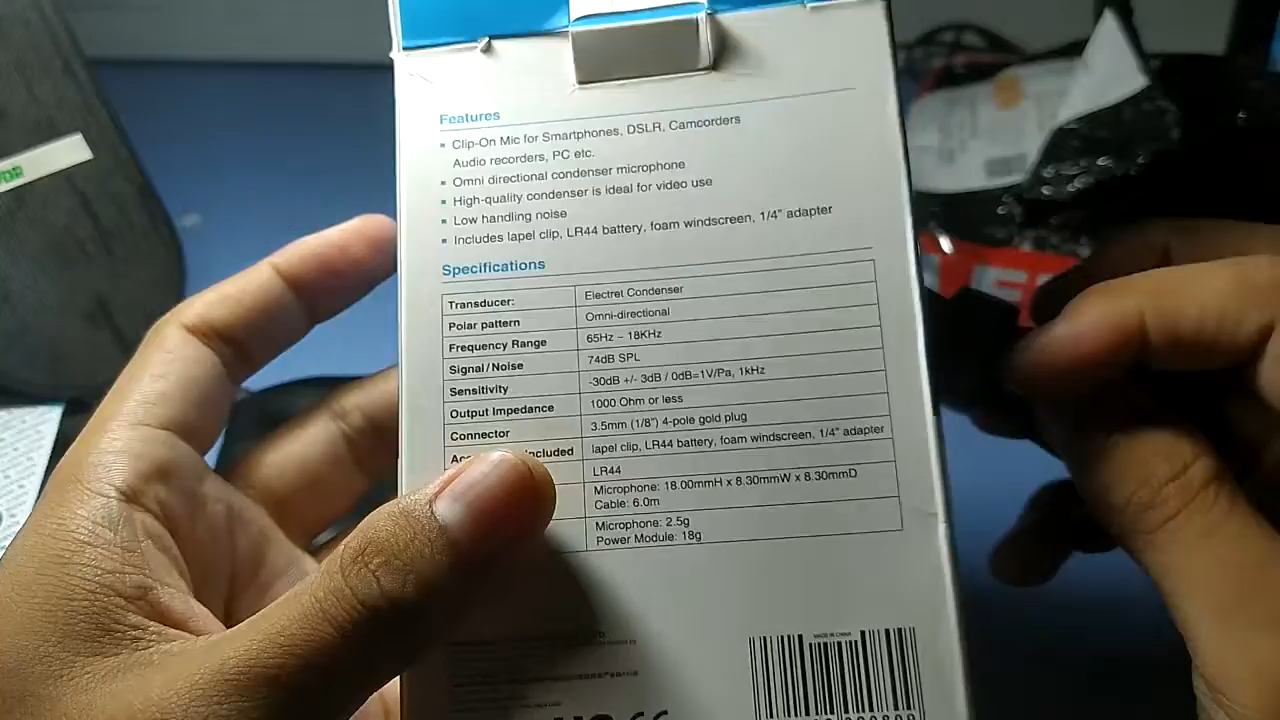 Features
▪ Clip-On Mic for Smartphones, DSLR, Camcorders
Audio recorders, PC etc.
▪ Omni directional condenser microphone
▪ High-quality condenser is ideal for video use
▪ Low handling noise
▪ Includes lapel clip, LR44 battery, foam windscreen, 1/4" adapter
Specifications
Transducer: Electret Condenser
Polar pattern Omni-directional
Frequency Range 65Hz ~ 18KHz
Signal/Noise 74dB SPL
Sensitivity -30dB +/- 3dB / 0dB=1V/Pa, 1kHz
Output Impedance 1000 Ohm or less
Connector 3.5mm (1/8") 4-pole gold plug
included lapel clip, LR44 battery, foam windscreen, 1/4" adapter
LR44
Microphone: 18.00mmH x 8.30mmW x 8.30mmD
Cable: 6.0m
Microphone: 2.5g
Power Module: 18g
MADE IN CHINA